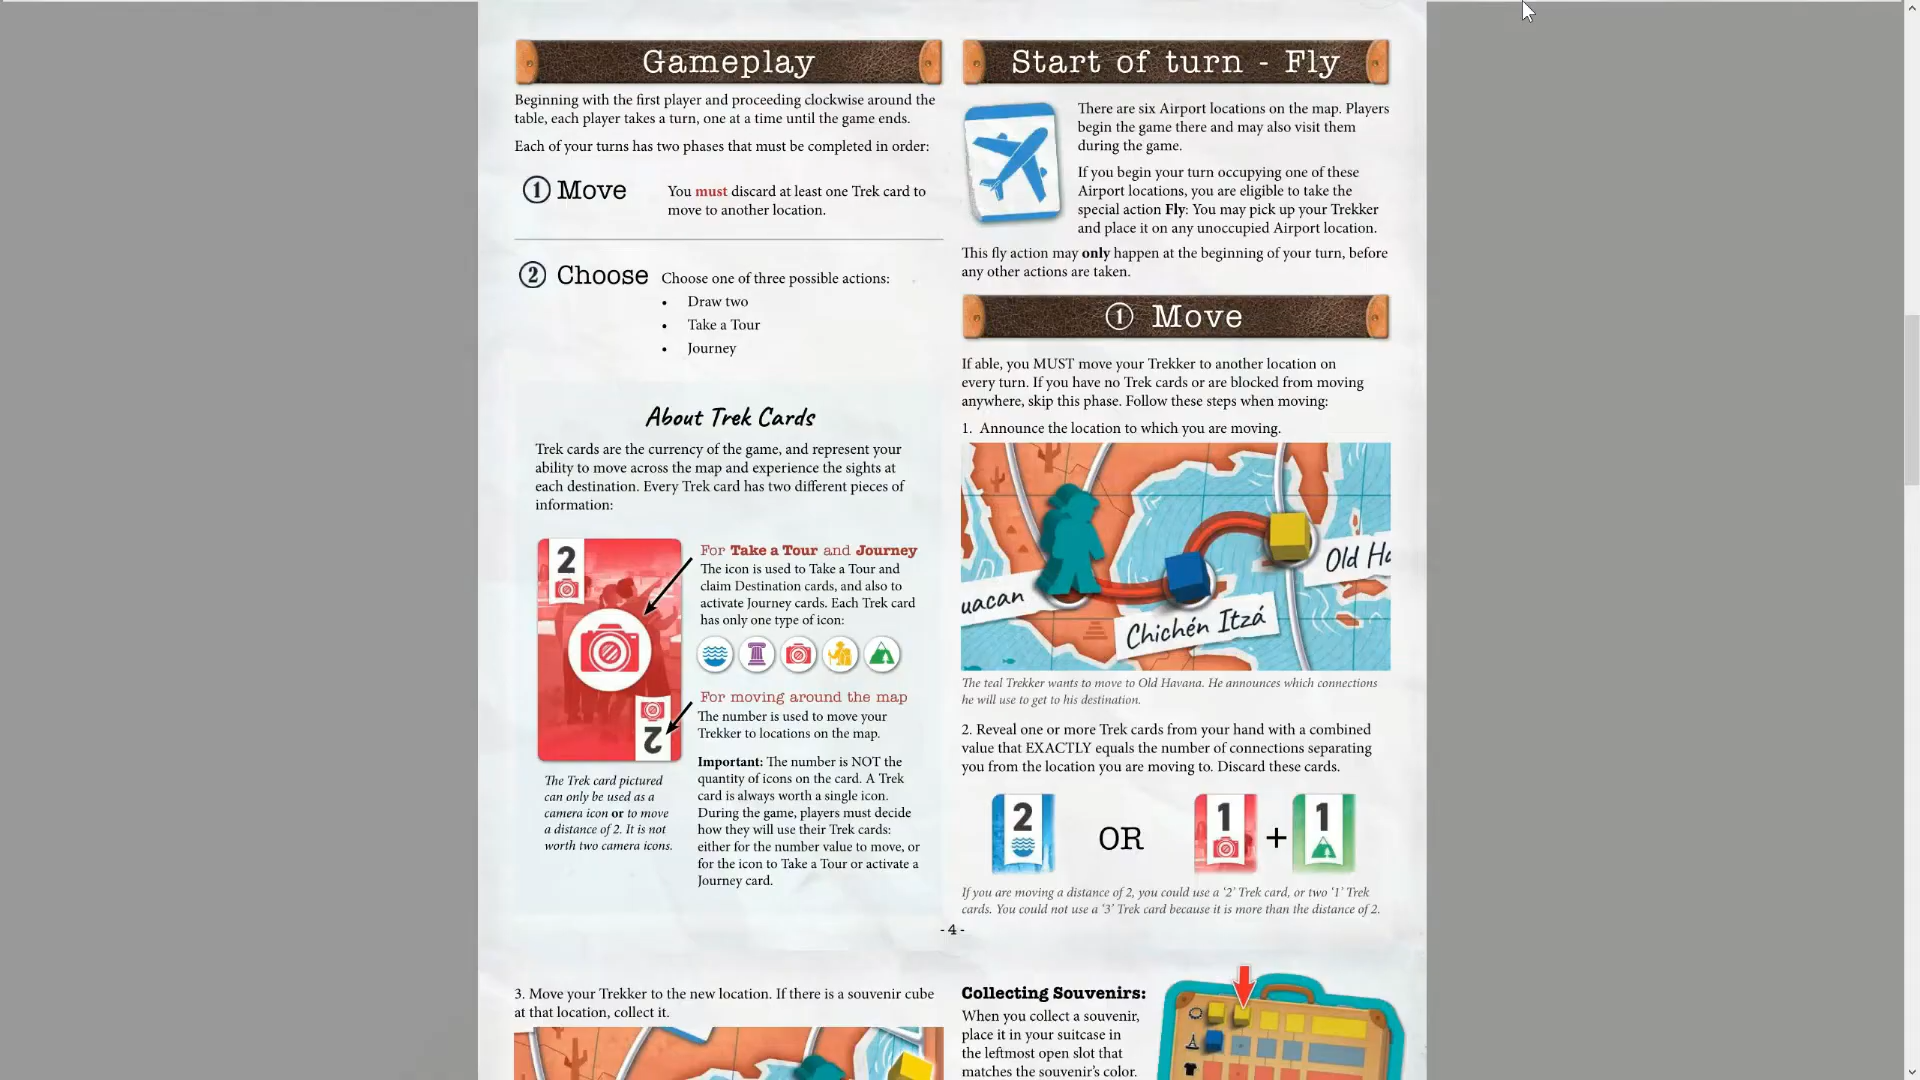 Gameplay
Beginning with the first player and proceeding clockwise around the
table, each player takes a turn, one at a time until the game ends.
Each of your turns has two phases that must be completed in order:
1 Move
You must discard at least one Trek card to
move to another location.
2 Choose
Choose one of three possible actions:
• Draw two
• Take a Tour
• Journey
About Trek Cards
Trek cards are the currency of the game, and represent your
ability to move across the map and experience the sights at
each destination. Every Trek card has two different pieces of
information:
2
2
For Take a Tour and Journey
The icon is used to Take a Tour and
claim Destination cards, and also to
activate Journey cards. Each Trek card
has only one type of icon:
For moving around the map
The number is used to move your
Trekker to locations on the map.
Important: The number is NOT the
quantity of icons on the card. A Trek
card is always worth a single icon.
During the game, players must decide
how they will use their Trek cards:
either for the number value to move, or
for the icon to Take a Tour or activate a
Journey card.
The Trek card pictured
can only be used as a
camera icon or to move
a distance of 2. It is not
worth two camera icons.
Start of turn - Fly
There are six Airport locations on the map. Players
begin the game there and may also visit them
during the game.
If you begin your turn occupying one of these
Airport locations, you are eligible to take the
special action Fly: You may pick up your Trekker
and place it on any unoccupied Airport location.
This fly action may only happen at the beginning of your turn, before
any other actions are taken.
1 Move
If able, you MUST move your Trekker to another location on
every turn. If you have no Trek cards or are blocked from moving
anywhere, skip this phase. Follow these steps when moving:
1. Announce the location to which you are moving.
uacan
Chichén Itzá
Old Ha
The teal Trekker wants to move to Old Havana. He announces which connections
he will use to get to his destination.
2. Reveal one or more Trek cards from your hand with a combined
value that EXACTLY equals the number of connections separating
you from the location you are moving to. Discard these cards.
2 OR 1 + 1
If you are moving a distance of 2, you could use a '2' Trek card, or two '1' Trek
cards. You could not use a '3' Trek card because it is more than the distance of 2.
- 4 -
3. Move your Trekker to the new location. If there is a souvenir cube
at that location, collect it.
Collecting Souvenirs:
When you collect a souvenir,
place it in your suitcase in
the leftmost open slot that
matches the souvenir's color.